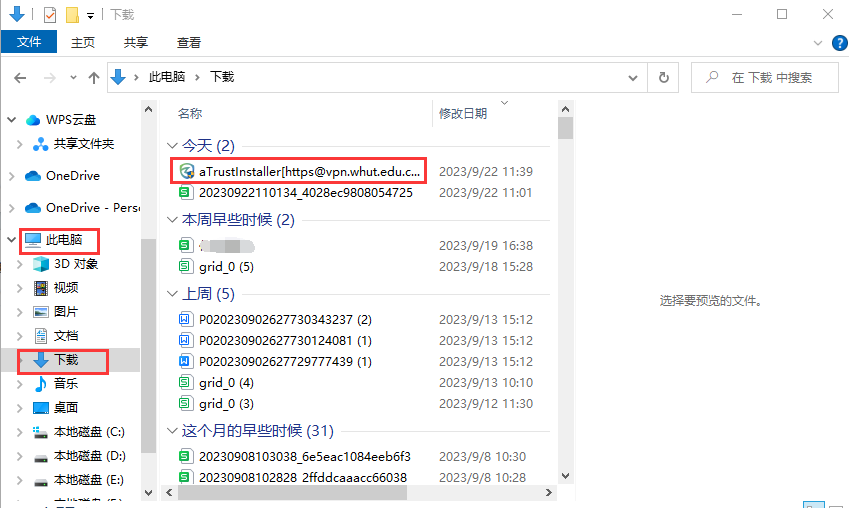 下载
文件 主页 共享 查看
此电脑 下载
在 下载 中搜索
WPS云盘
共享文件夹
OneDrive
OneDrive - Pers
此电脑
3D 对象
视频
图片
文档
下载
音乐
桌面
本地磁盘 (C:)
本地磁盘 (D:)
本地磁盘 (E:)
名称 修改日期
今天 (2)
aTrustInstaller[https@vpn.whut.edu.c... 2023/9/22 11:39
20230922110134_4028ec9808054725 2023/9/22 11:01
本周早些时候 (2)
2023/9/19 16:38
grid_0 (5) 2023/9/18 15:28
上周 (5)
P020230902627730343237 (2) 2023/9/13 15:12
P020230902627730124081 (1) 2023/9/13 15:12
P020230902627729777439 (1) 2023/9/13 15:12
grid_0 (4) 2023/9/13 10:10
grid_0 (3) 2023/9/12 11:30
这个月的早些时候 (31)
20230908103038_6e5eac1084eeb6f3 2023/9/8 10:30
20230908102828_2ffddcaaacc66038 2023/9/8 10:28
选择要预览的文件。